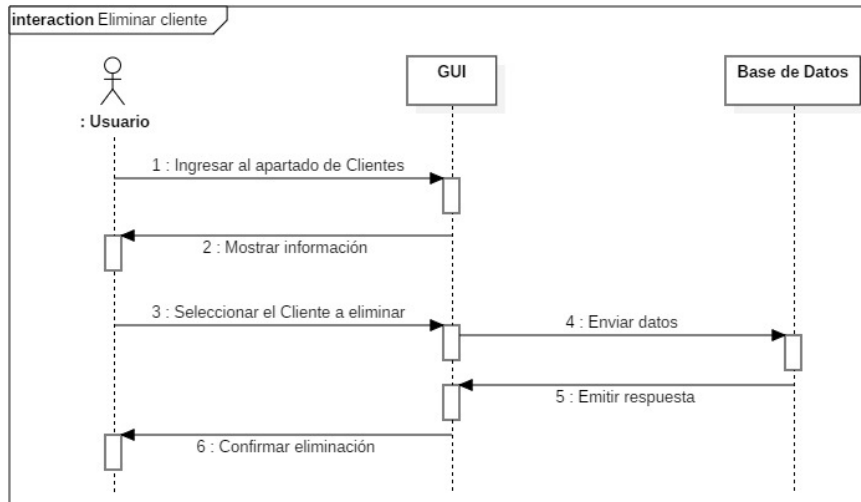 interaction Eliminar cliente
GUI
Base de Datos
: Usuario
1 : Ingresar al apartado de Clientes
2 : Mostrar información
3 : Seleccionar el Cliente a eliminar
4 : Enviar datos
5 : Emitir respuesta
6 : Confirmar eliminación